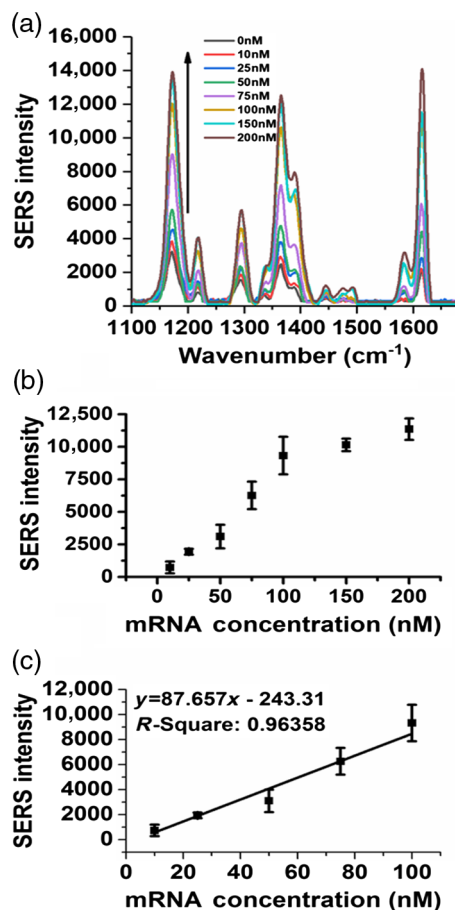 (a)
16,000
14,000
12,000
10,000
8000
6000
4000
2000
0
SERS intensity
0nM
10nM
25nM
50nM
75nM
100nM
150nM
200nM
1100 1200 1300 1400 1500 1600
Wavenumber (cm⁻¹)
(b)
12,500
10,000
7500
5000
2500
0
SERS intensity
0 50 100 150 200
mRNA concentration (nM)
(c)
12,000
10,000
8000
6000
4000
2000
0
SERS intensity
y=87.657x - 243.31
R-Square: 0.96358
0 20 40 60 80 100
mRNA concentration (nM)